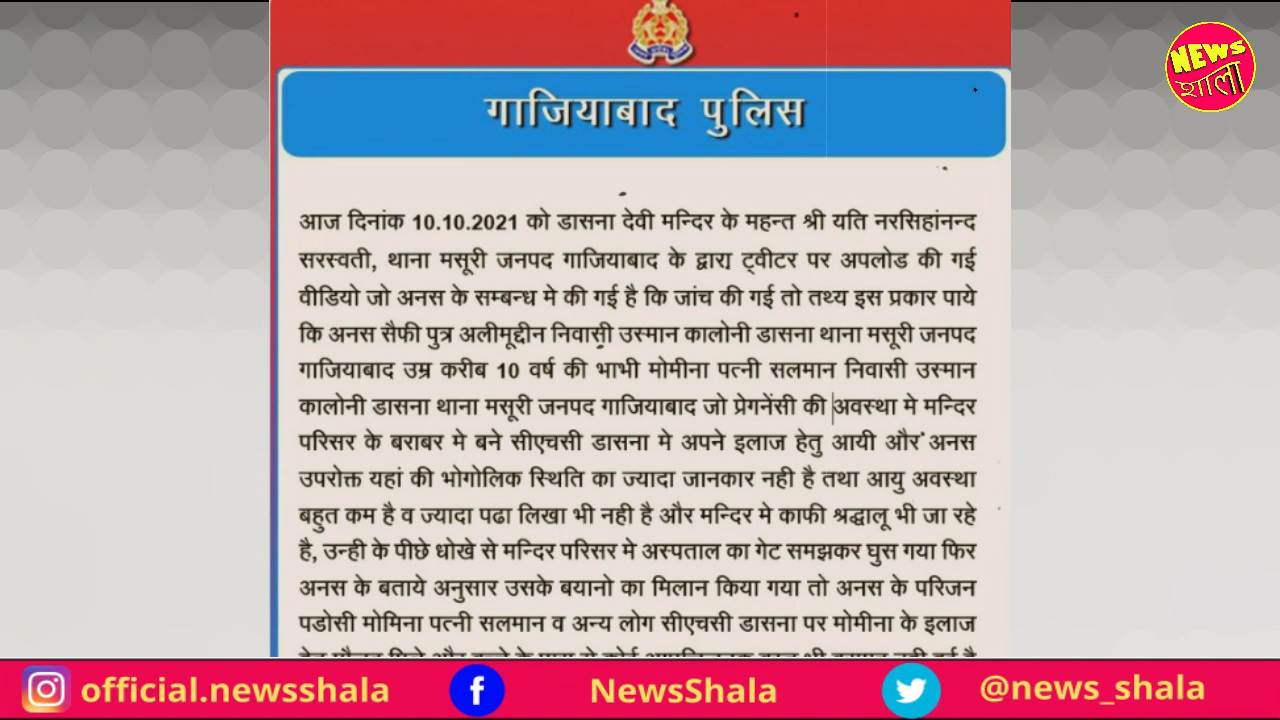 NEWS
शाला
गाजियाबाद पुलिस
आज दिनांक 10.10.2021 को डासना देवी मन्दिर के महन्त श्री यति नरसिहांनन्द
सरस्वती, थाना मसूरी जनपद गाजियाबाद के द्वारा ट्वीटर पर अपलोड की गई
वीडियो जो अनस के सम्बन्ध मे की गई है कि जांच की गई तो तथ्य इस प्रकार पाये
कि अनस सैफी पुत्र अलीमूद्दीन निवासी उस्मान कालोनी डासना थाना मसूरी जनपद
गाजियाबाद उम्र करीब 10 वर्ष की भाभी मोमीना पत्नी सलमान निवासी उस्मान
कालोनी डासना थाना मसूरी जनपद गाजियाबाद जो प्रेगनेंसी की अवस्था मे मन्दिर
परिसर के बराबर मे बने सीएचसी डासना मे अपने इलाज हेतु आयी और अनस
उपरोक्त यहां की भोगोलिक स्थिति का ज्यादा जानकार नही है तथा आयु अवस्था
बहुत कम है व ज्यादा पढा लिखा भी नही है और मन्दिर मे काफी श्रद्धालू भी जा रहे
है, उन्ही के पीछे धोखे से मन्दिर परिसर मे अस्पताल का गेट समझकर घुस गया फिर
अनस के बताये अनुसार उसके बयानो का मिलान किया गया तो अनस के परिजन
पडोसी मोमिना पत्नी सलमान व अन्य लोग सीएचसी डासना पर मोमीना के इलाज
official.newsshala
NewsShala
@news_shala